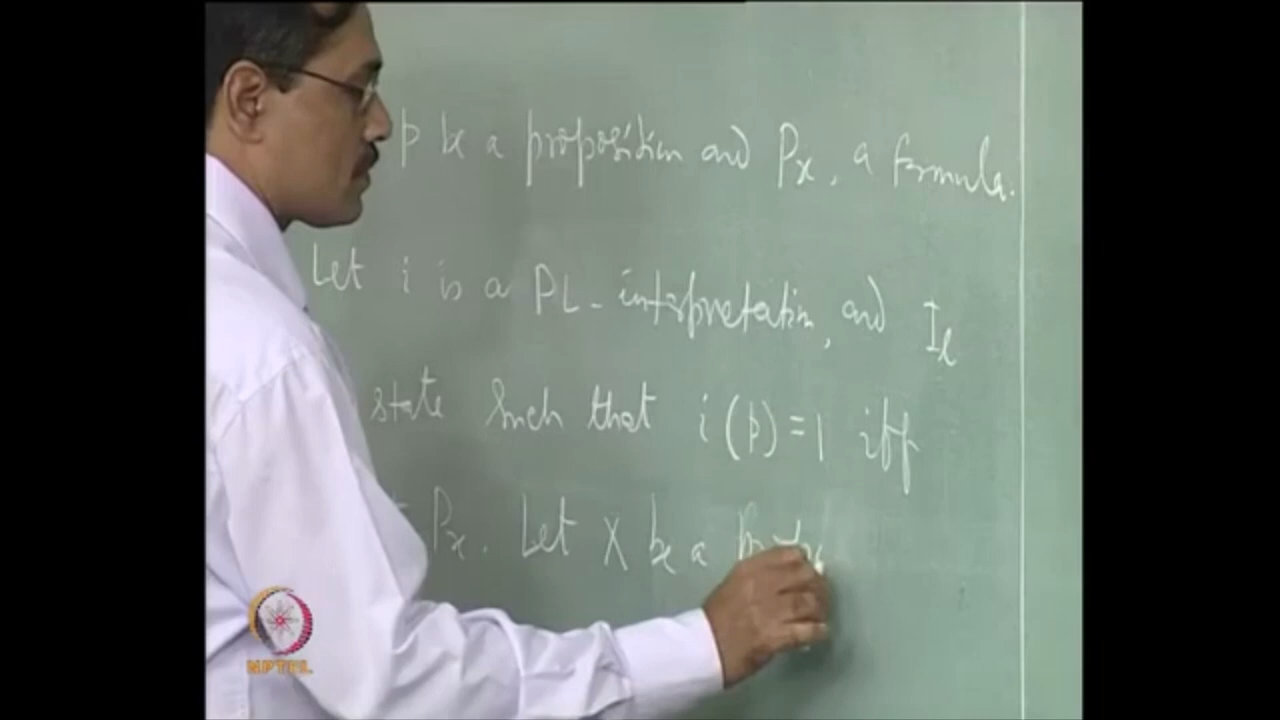 p be a proposition and Px, a formula.
Let i is a PL-interpretation, and Il
state such that i(p)=1 iff
Px. Let X be a
NPTEL